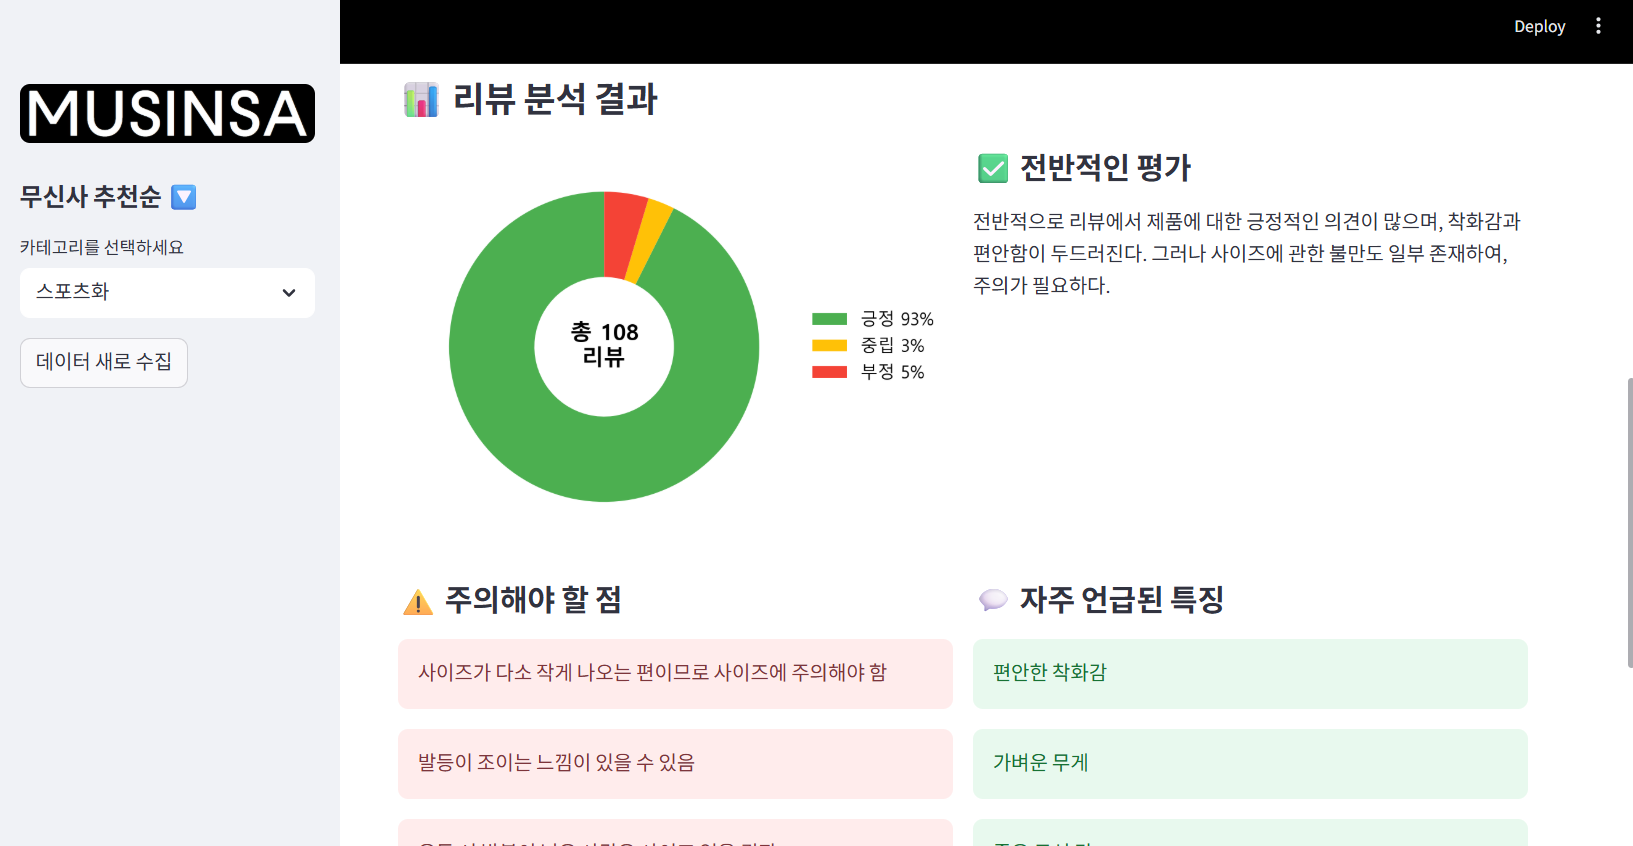 Deploy
MUSINSA
무신사 추천순
카테고리를 선택하세요
스포츠화
데이터 새로 수집
리뷰 분석 결과
총 108
리뷰
긍정 93%
중립 3%
부정 5%
전반적인 평가
전반적으로 리뷰에서 제품에 대한 긍정적인 의견이 많으며, 착화감과
편안함이 두드러진다. 그러나 사이즈에 관한 불만도 일부 존재하여,
주의가 필요하다.
주의해야 할 점
사이즈가 다소 작게 나오는 편이므로 사이즈에 주의해야 함
발등이 조이는 느낌이 있을 수 있음
자주 언급된 특징
편안한 착화감
가벼운 무게